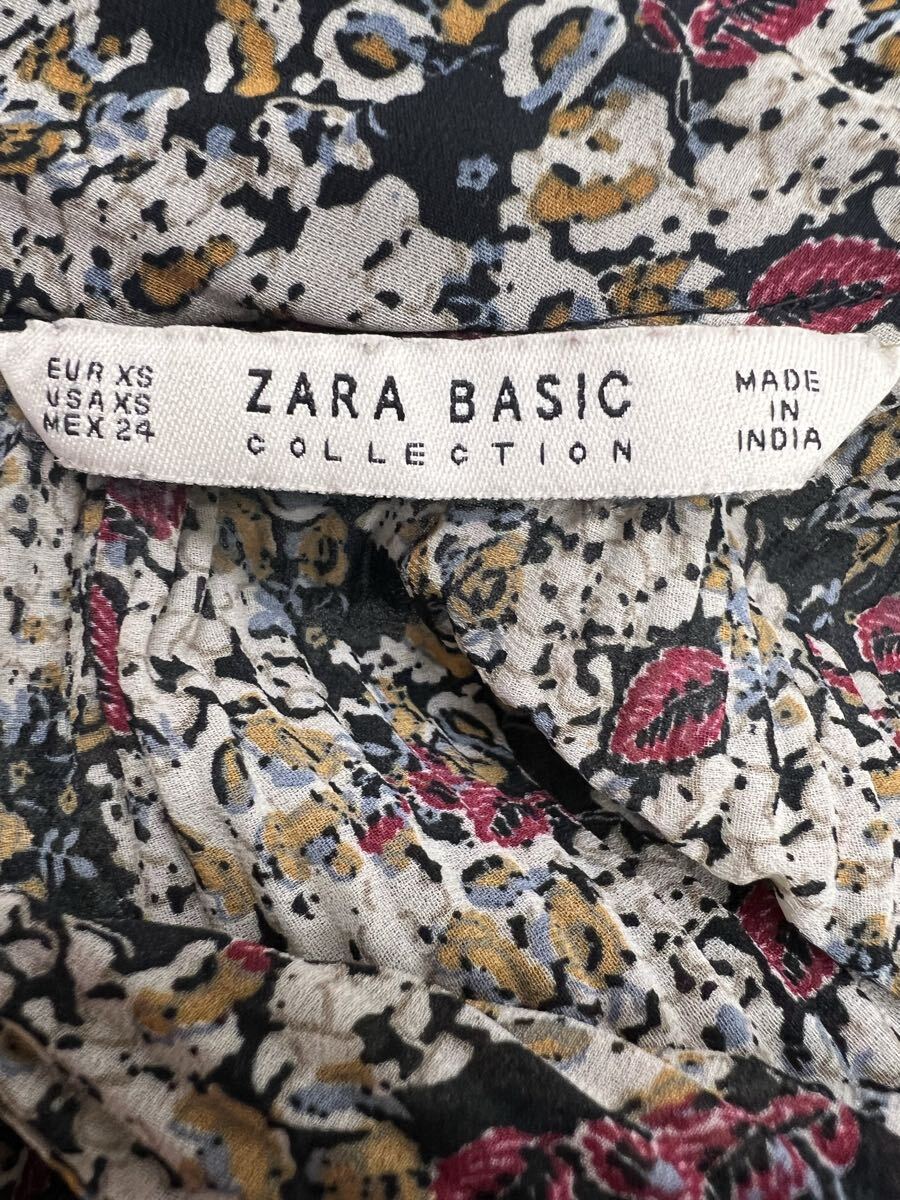 EUR XS
USA XS
MEX 24
ZARA BASIC
COLLECTION
MADE
IN
INDIA